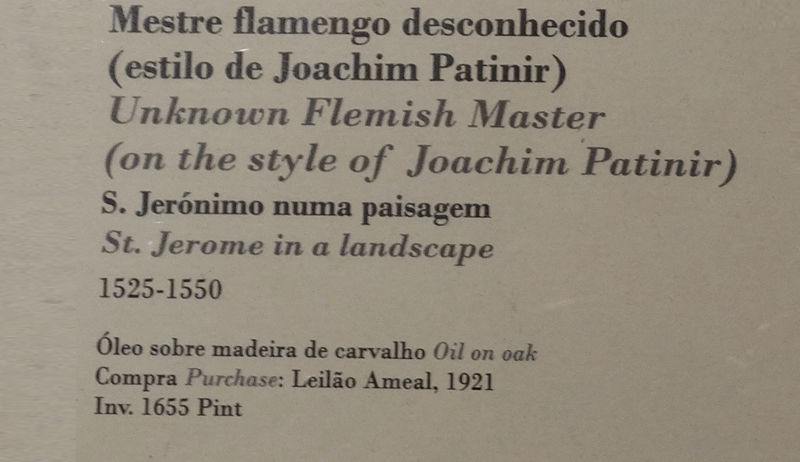 Mestre flamengo desconhecido
(estilo de Joachim Patinir)
Unknown Flemish Master
(on the style of Joachim Patinir)
S. Jerónimo numa paisagem
St. Jerome in a landscape
1525-1550
Óleo sobre madeira de carvalho Oil on oak
Compra Purchase: Leilão Ameal, 1921
Inv. 1655 Pint